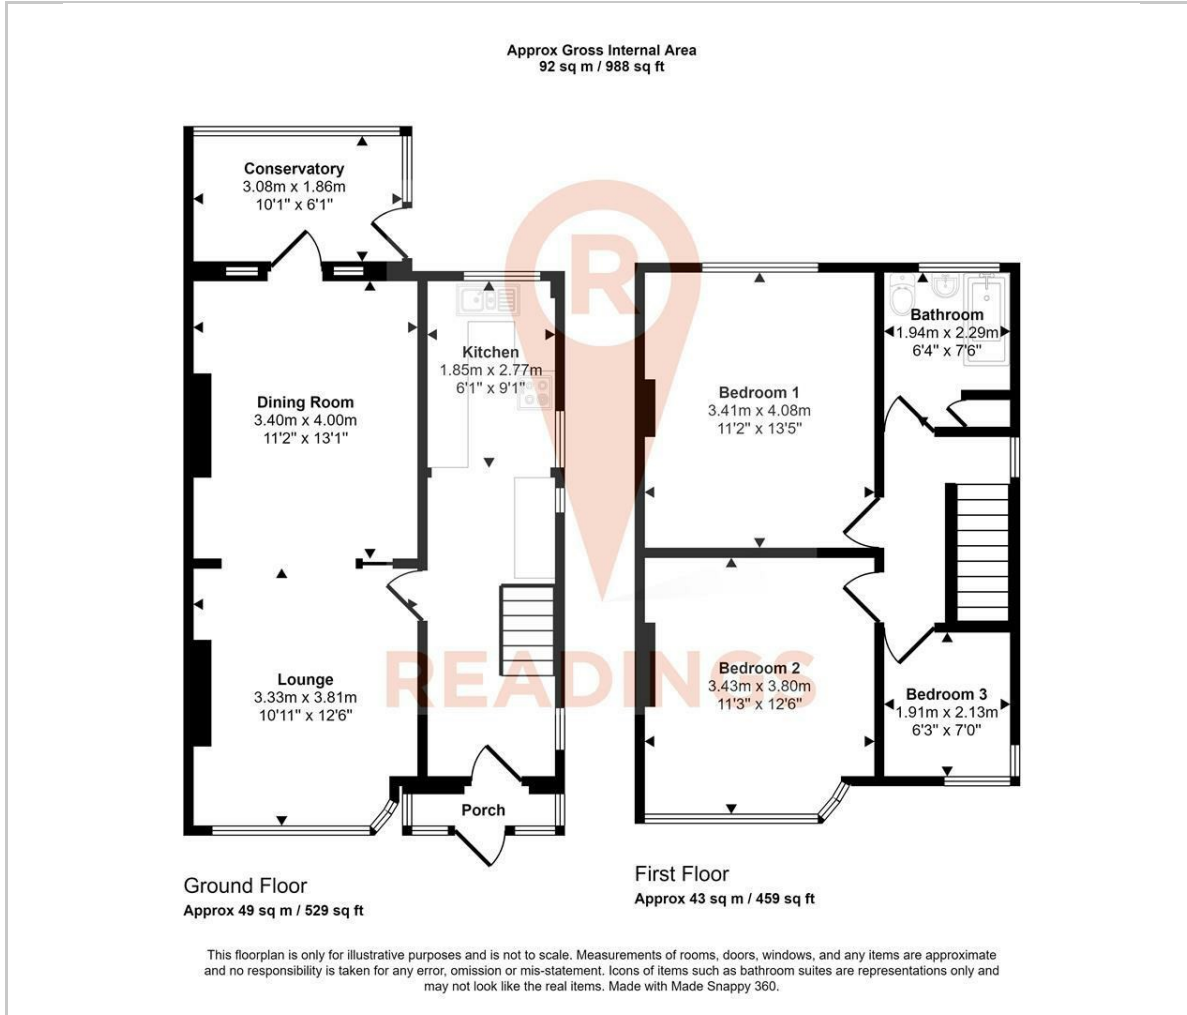 Approx Gross Internal Area
92 sq m / 988 sq ft
Conservatory
3.08m x 1.86m
10'1" x 6'1"
Kitchen
1.85m x 2.77m
6'1" x 9'1"
Dining Room
3.40m x 4.00m
11'2" x 13'1"
Lounge
3.33m x 3.81m
10'11" x 12'6"
Porch
Ground Floor
Approx 49 sq m / 529 sq ft
R
READINGS
Bathroom
1.94m x 2.29m
6'4" x 7'6"
Bedroom 1
3.41m x 4.08m
11'2" x 13'5"
Bedroom 2
3.43m x 3.80m
11'3" x 12'6"
Bedroom 3
1.91m x 2.13m
6'3" x 7'0"
First Floor
Approx 43 sq m / 459 sq ft
This floorplan is only for illustrative purposes and is not to scale. Measurements of rooms, doors, windows, and any items are approximate
and no responsibility is taken for any error, omission or mis-statement. Icons of items such as bathroom suites are representations only and
may not look like the real items. Made with Made Snappy 360.